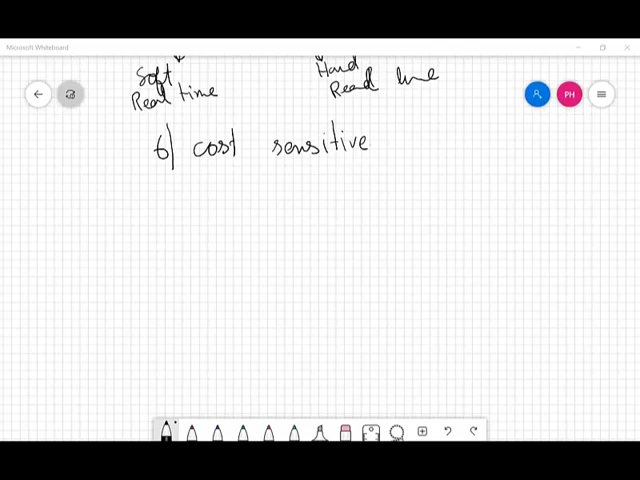 Microsoft Whiteboard
Soft Hard
Real time Real time
PH
6) cost sensitive